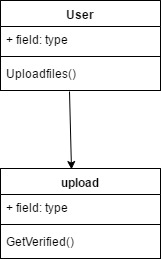 User
+ field: type
Uploadfiles()
upload
+ field: type
GetVerified()